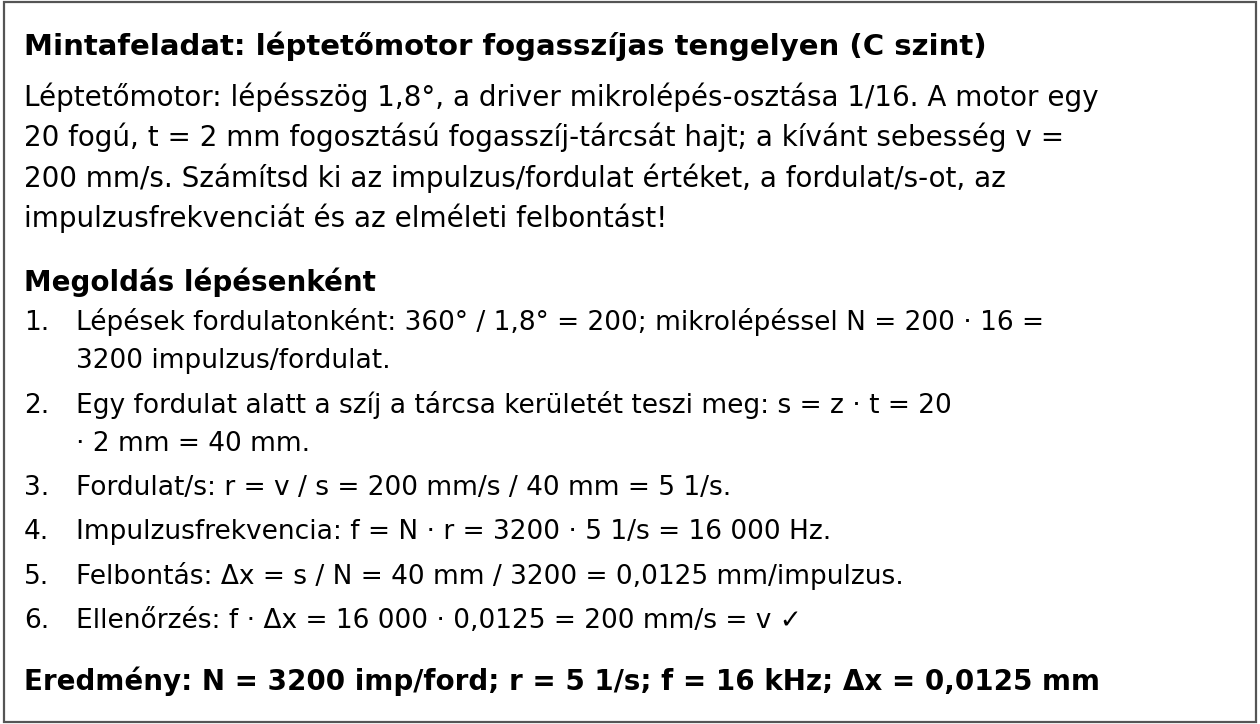 Mintafeladat: léptetőmotor fogasszíjas tengelyen (C szint)
Léptetőmotor: lépésszög 1,8°, a driver mikrolépés-osztása 1/16. A motor egy
20 fogú, t = 2 mm fogosztású fogasszíj-tárcsát hajt; a kívánt sebesség v =
200 mm/s. Számítsd ki az impulzus/fordulat értéket, a fordulat/s-ot, az
impulzusfrekvenciát és az elméleti felbontást!
Megoldás lépésenként
1. Lépések fordulatonként: 360° / 1,8° = 200; mikrolépéssel N = 200 · 16 =
3200 impulzus/fordulat.
2. Egy fordulat alatt a szíj a tárcsa kerületét teszi meg: s = z · t = 20
· 2 mm = 40 mm.
3. Fordulat/s: r = v / s = 200 mm/s / 40 mm = 5 1/s.
4. Impulzusfrekvencia: f = N · r = 3200 · 5 1/s = 16 000 Hz.
5. Felbontás: Δx = s / N = 40 mm / 3200 = 0,0125 mm/impulzus.
6. Ellenőrzés: f · Δx = 16 000 · 0,0125 = 200 mm/s = v ✓
Eredmény: N = 3200 imp/ford; r = 5 1/s; f = 16 kHz; Δx = 0,0125 mm